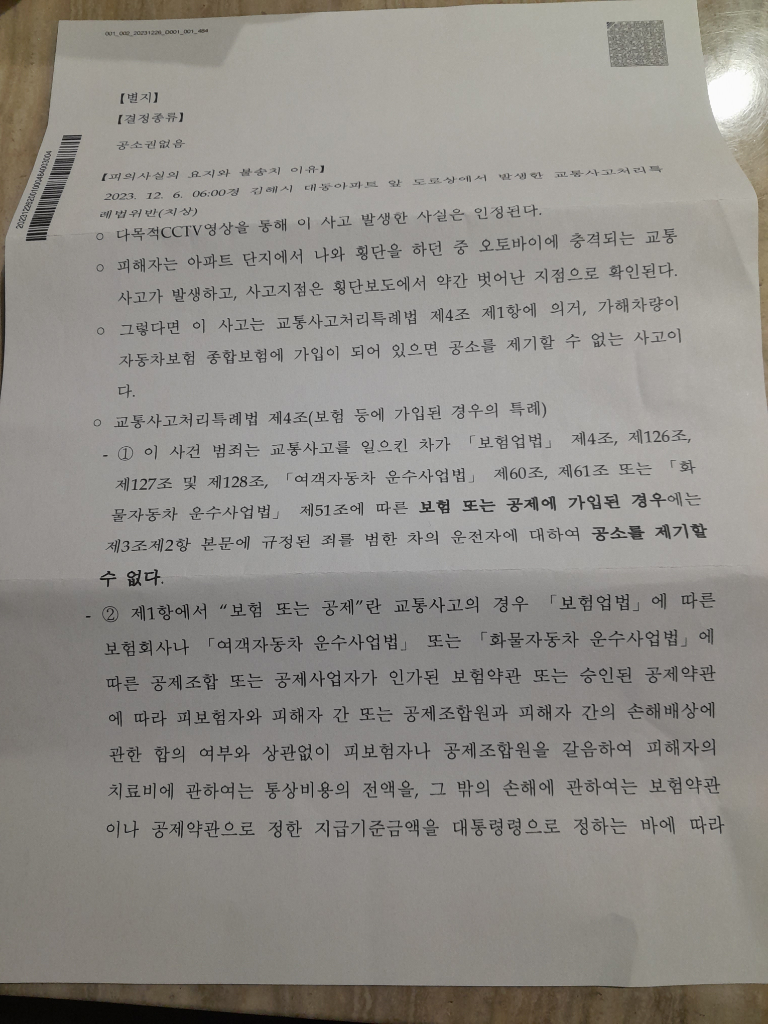 001_002_20231226_D001_001_484
【별지】
【결정종류】
공소권없음
【피의사실의 요지와 불송치 이유】
2023. 12. 6. 06:00경 김해시 대동아파트 앞 도로상에서 발생한 교통사고처리특
례법위반(치상)
○ 다목적CCTV영상을 통해 이 사고 발생한 사실은 인정된다.
○ 피해자는 아파트 단지에서 나와 횡단을 하던 중 오토바이에 충격되는 교통
사고가 발생하고, 사고지점은 횡단보도에서 약간 벗어난 지점으로 확인된다.
○ 그렇다면 이 사고는 교통사고처리특례법 제4조 제1항에 의거, 가해차량이
자동차보험 종합보험에 가입이 되어 있으면 공소를 제기할 수 없는 사고이
다.
○ 교통사고처리특례법 제4조(보험 등에 가입된 경우의 특례)
- ① 이 사건 범죄는 교통사고를 일으킨 차가 「보험업법」 제4조, 제126조,
제127조 및 제128조, 「여객자동차 운수사업법」 제60조, 제61조 또는 「화
물자동차 운수사업법」 제51조에 따른 보험 또는 공제에 가입된 경우에는
제3조제2항 본문에 규정된 죄를 범한 차의 운전자에 대하여 공소를 제기할
수 없다.
- ② 제1항에서 “보험 또는 공제”란 교통사고의 경우 「보험업법」에 따른
보험회사나 「여객자동차 운수사업법」 또는 「화물자동차 운수사업법」에
따른 공제조합 또는 공제사업자가 인가된 보험약관 또는 승인된 공제약관
에 따라 피보험자와 피해자 간 또는 공제조합원과 피해자 간의 손해배상에
관한 합의 여부와 상관없이 피보험자나 공제조합원을 갈음하여 피해자의
치료비에 관하여는 통상비용의 전액을, 그 밖의 손해에 관하여는 보험약관
이나 공제약관으로 정한 지급기준금액을 대통령령으로 정하는 바에 따라